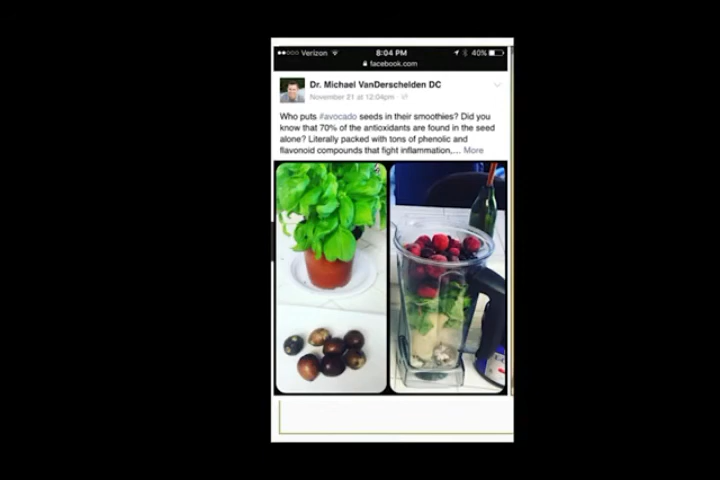 Verizon 8:04 PM 40%
facebook.com
Dr. Michael VanDerschelden DC
November 21 at 12:04pm ·
Who puts #avocado seeds in their smoothies? Did you
know that 70% of the antioxidants are found in the seed
alone? Literally packed with tons of phenolic and
flavonoid compounds that fight inflammation,... More